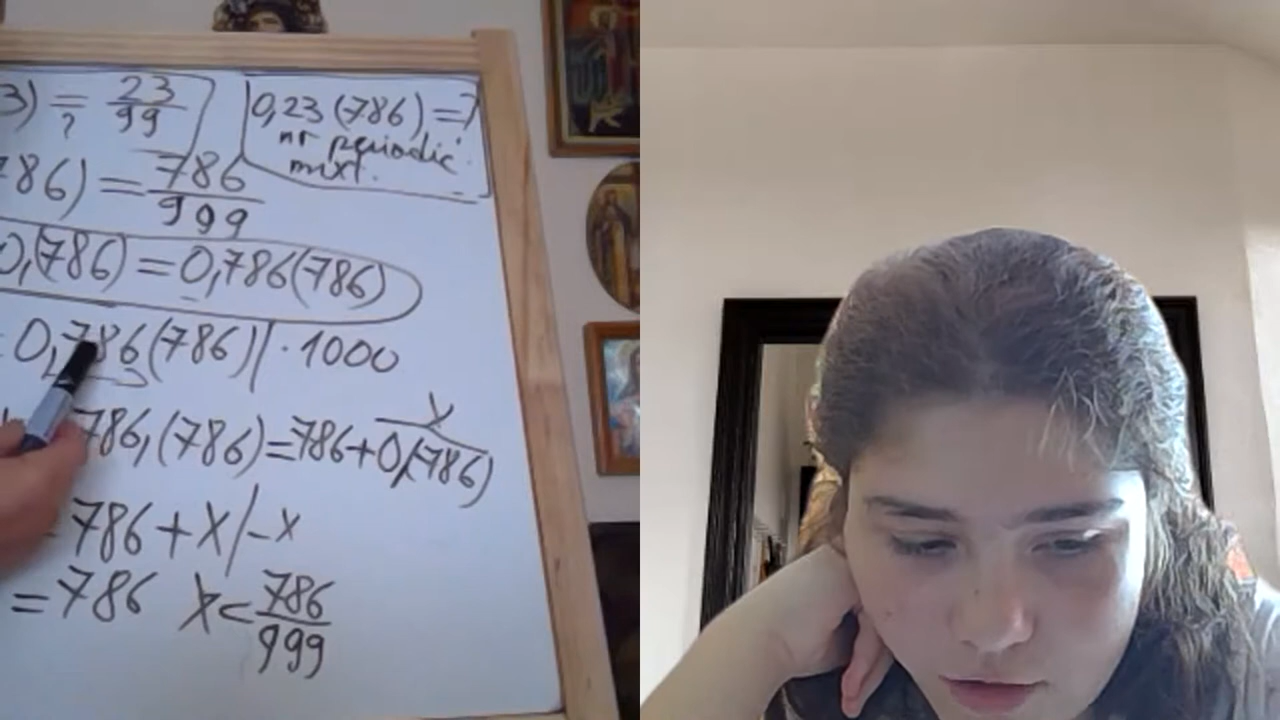 3) = 23/99
?
0,23(786) = ?
nr periodic
mixt.
786) = 786/999
0,(786) = 0,786(786)
= 0,786(786) | · 1000
786,(786) = 786 + 0,(786)
x
786 + x | - x
= 786 x = 786/999